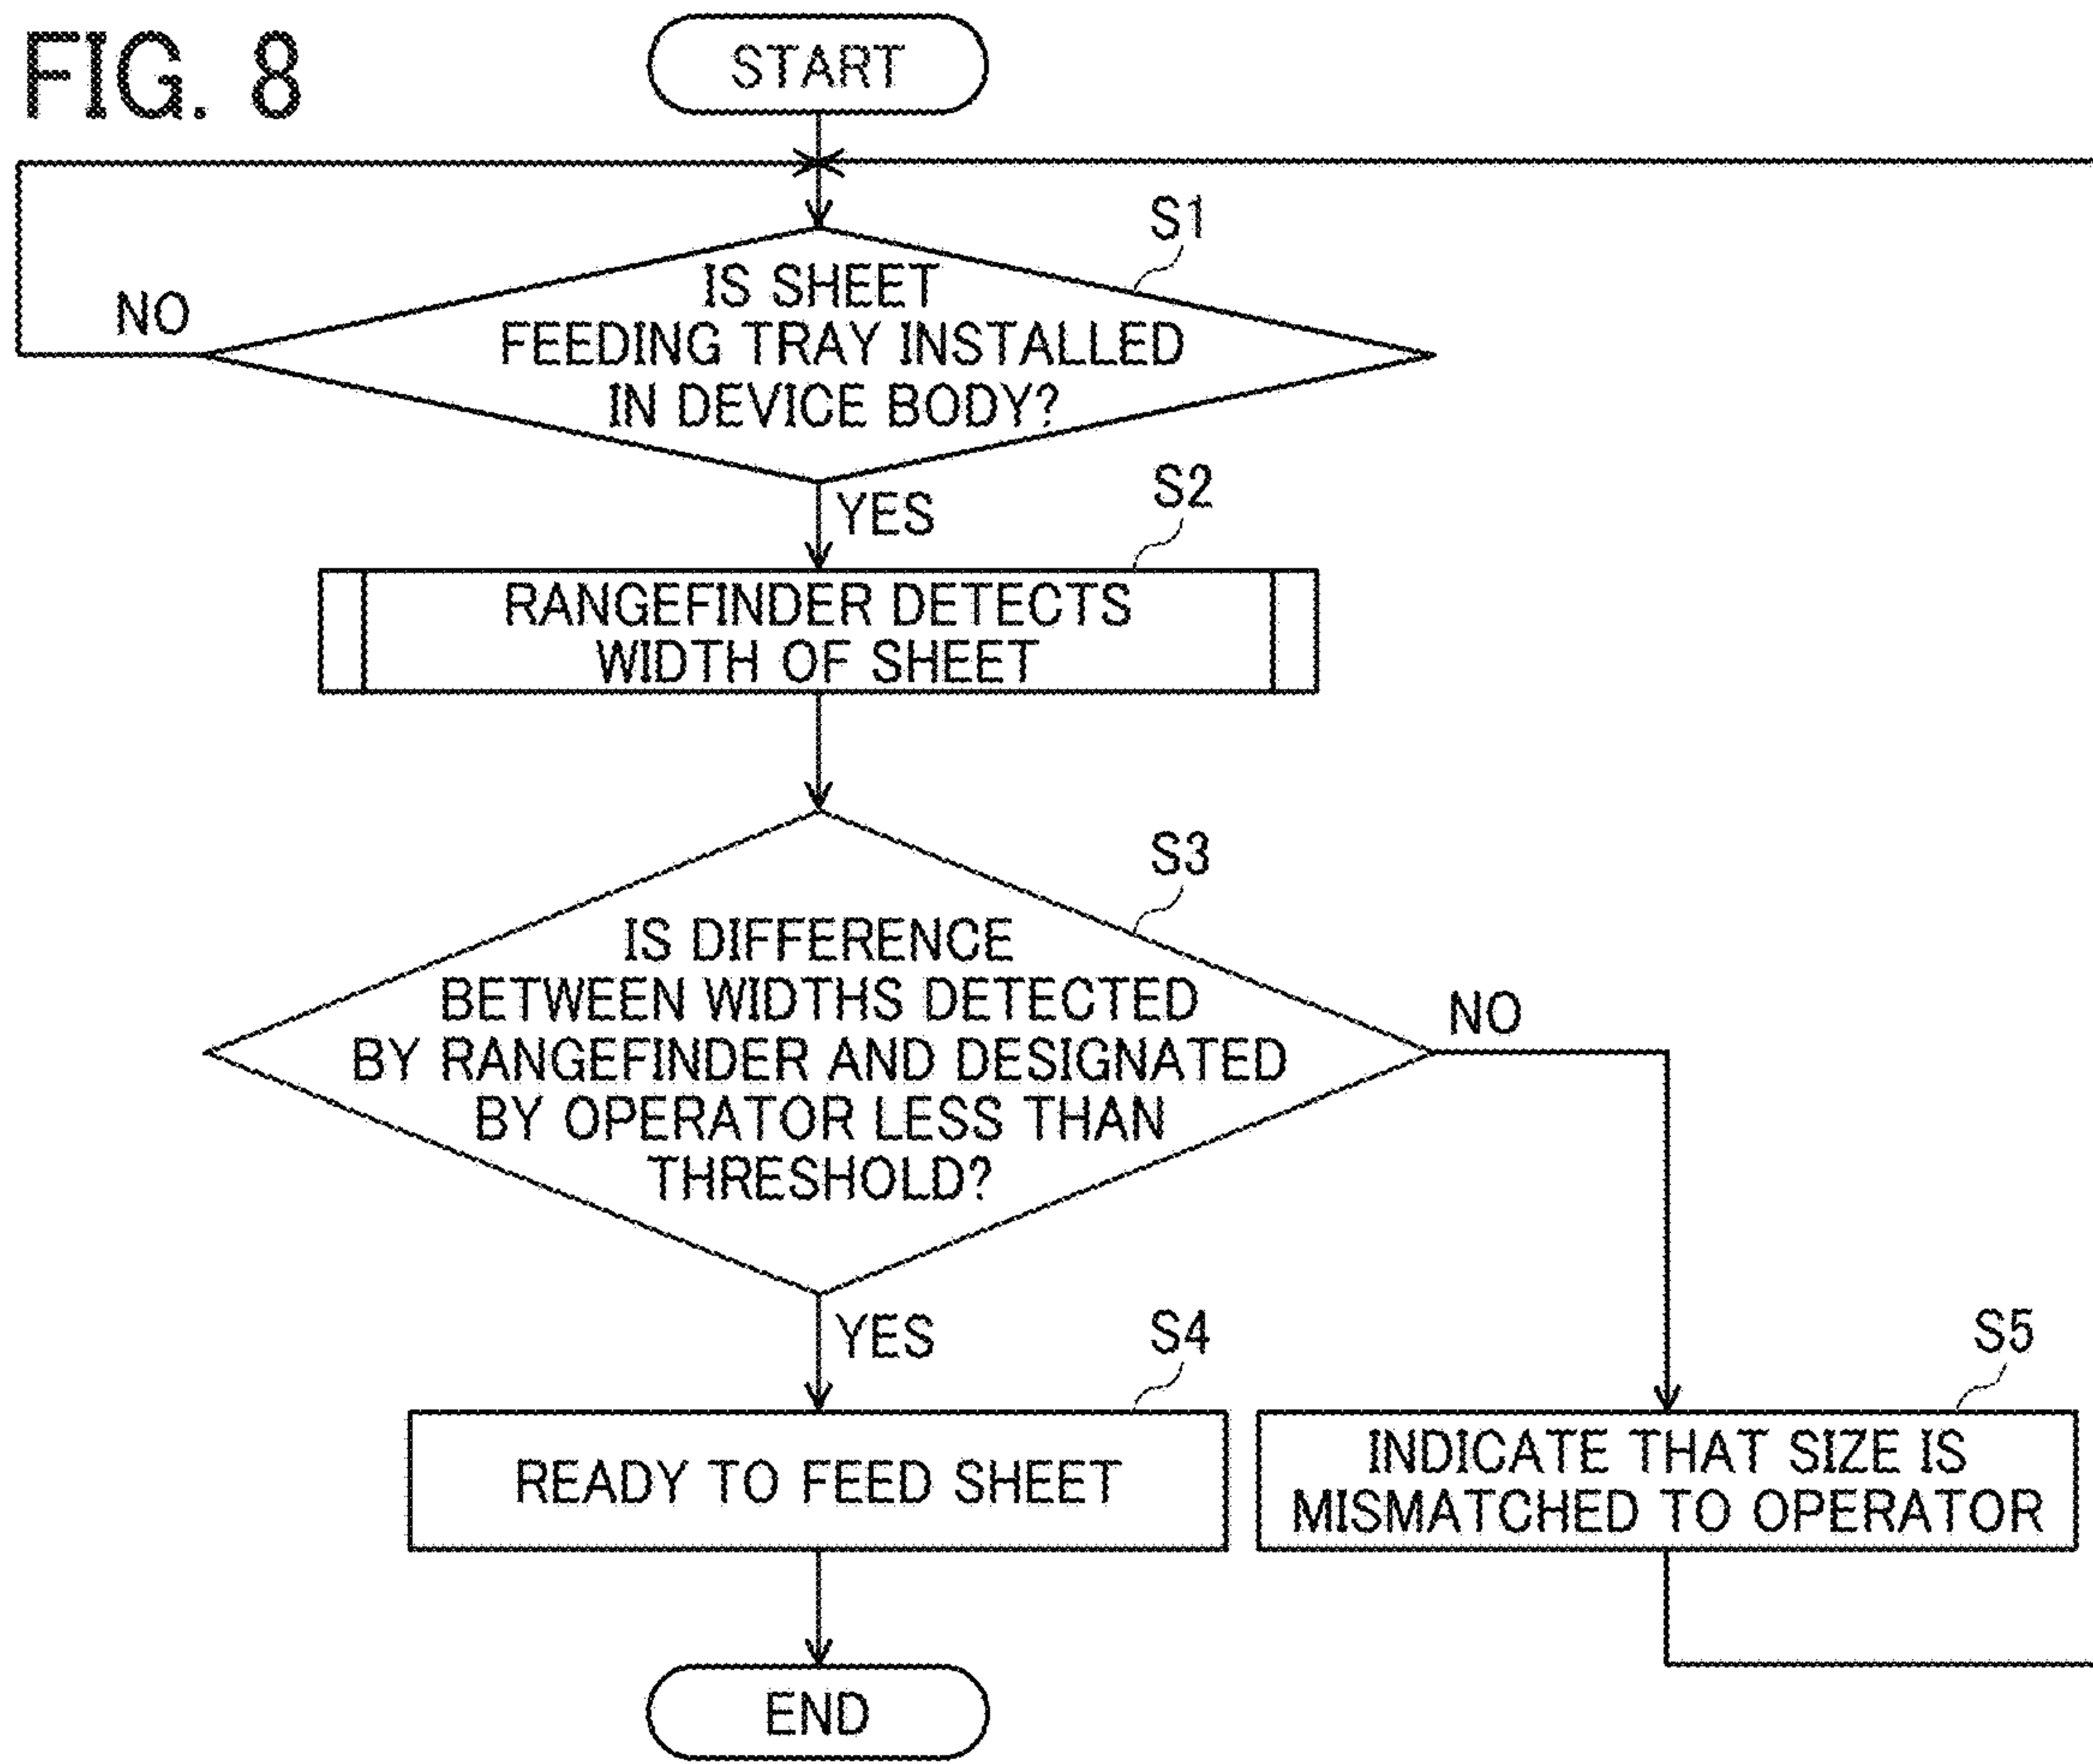 FIG. 8
START
S1
IS SHEET
FEEDING TRAY INSTALLED
IN DEVICE BODY?
NO
YES
S2
RANGEFINDER DETECTS
WIDTH OF SHEET
S3
IS DIFFERENCE
BETWEEN WIDTHS DETECTED
BY RANGEFINDER AND DESIGNATED
BY OPERATOR LESS THAN
THRESHOLD?
NO
YES
S4
READY TO FEED SHEET
S5
INDICATE THAT SIZE IS
MISMATCHED TO OPERATOR
END